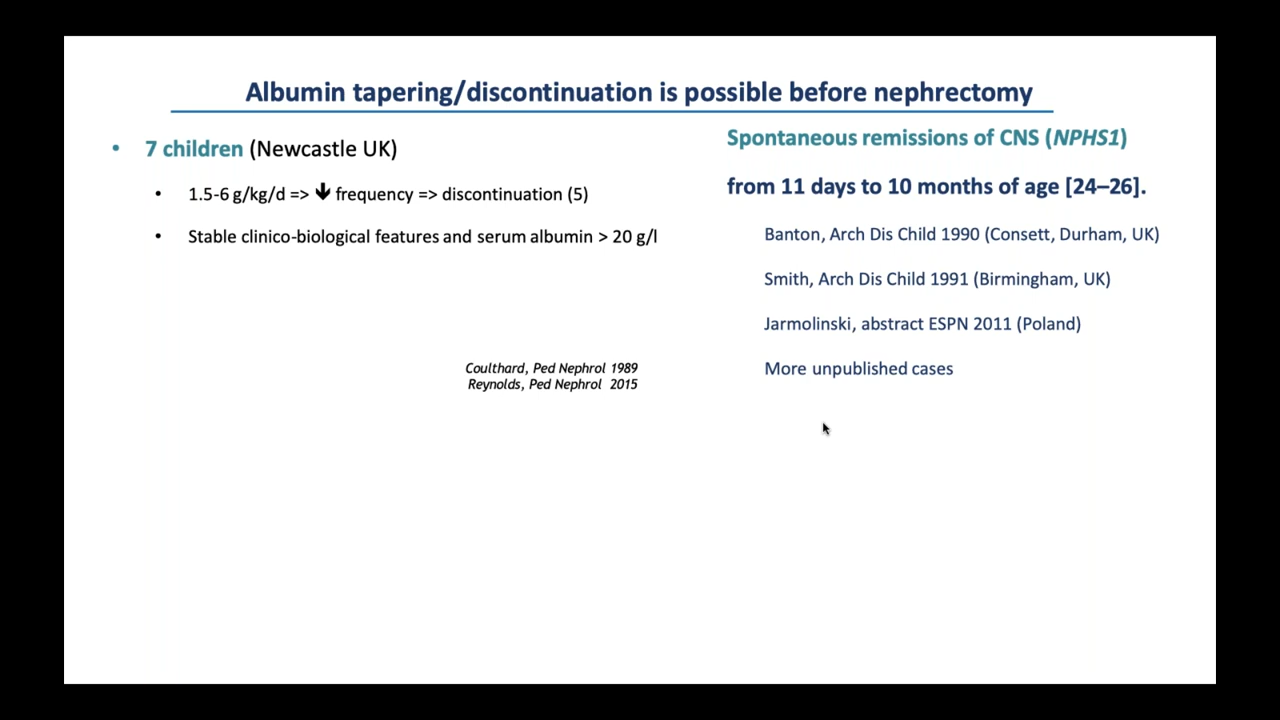 Albumin tapering/discontinuation is possible before nephrectomy
• 7 children (Newcastle UK)
• 1.5-6 g/kg/d => 🡻 frequency => discontinuation (5)
• Stable clinico-biological features and serum albumin > 20 g/l
Coulthard, Ped Nephrol 1989
Reynolds, Ped Nephrol 2015
Spontaneous remissions of CNS (NPHS1)
from 11 days to 10 months of age [24–26].
Banton, Arch Dis Child 1990 (Consett, Durham, UK)
Smith, Arch Dis Child 1991 (Birmingham, UK)
Jarmolinski, abstract ESPN 2011 (Poland)
More unpublished cases